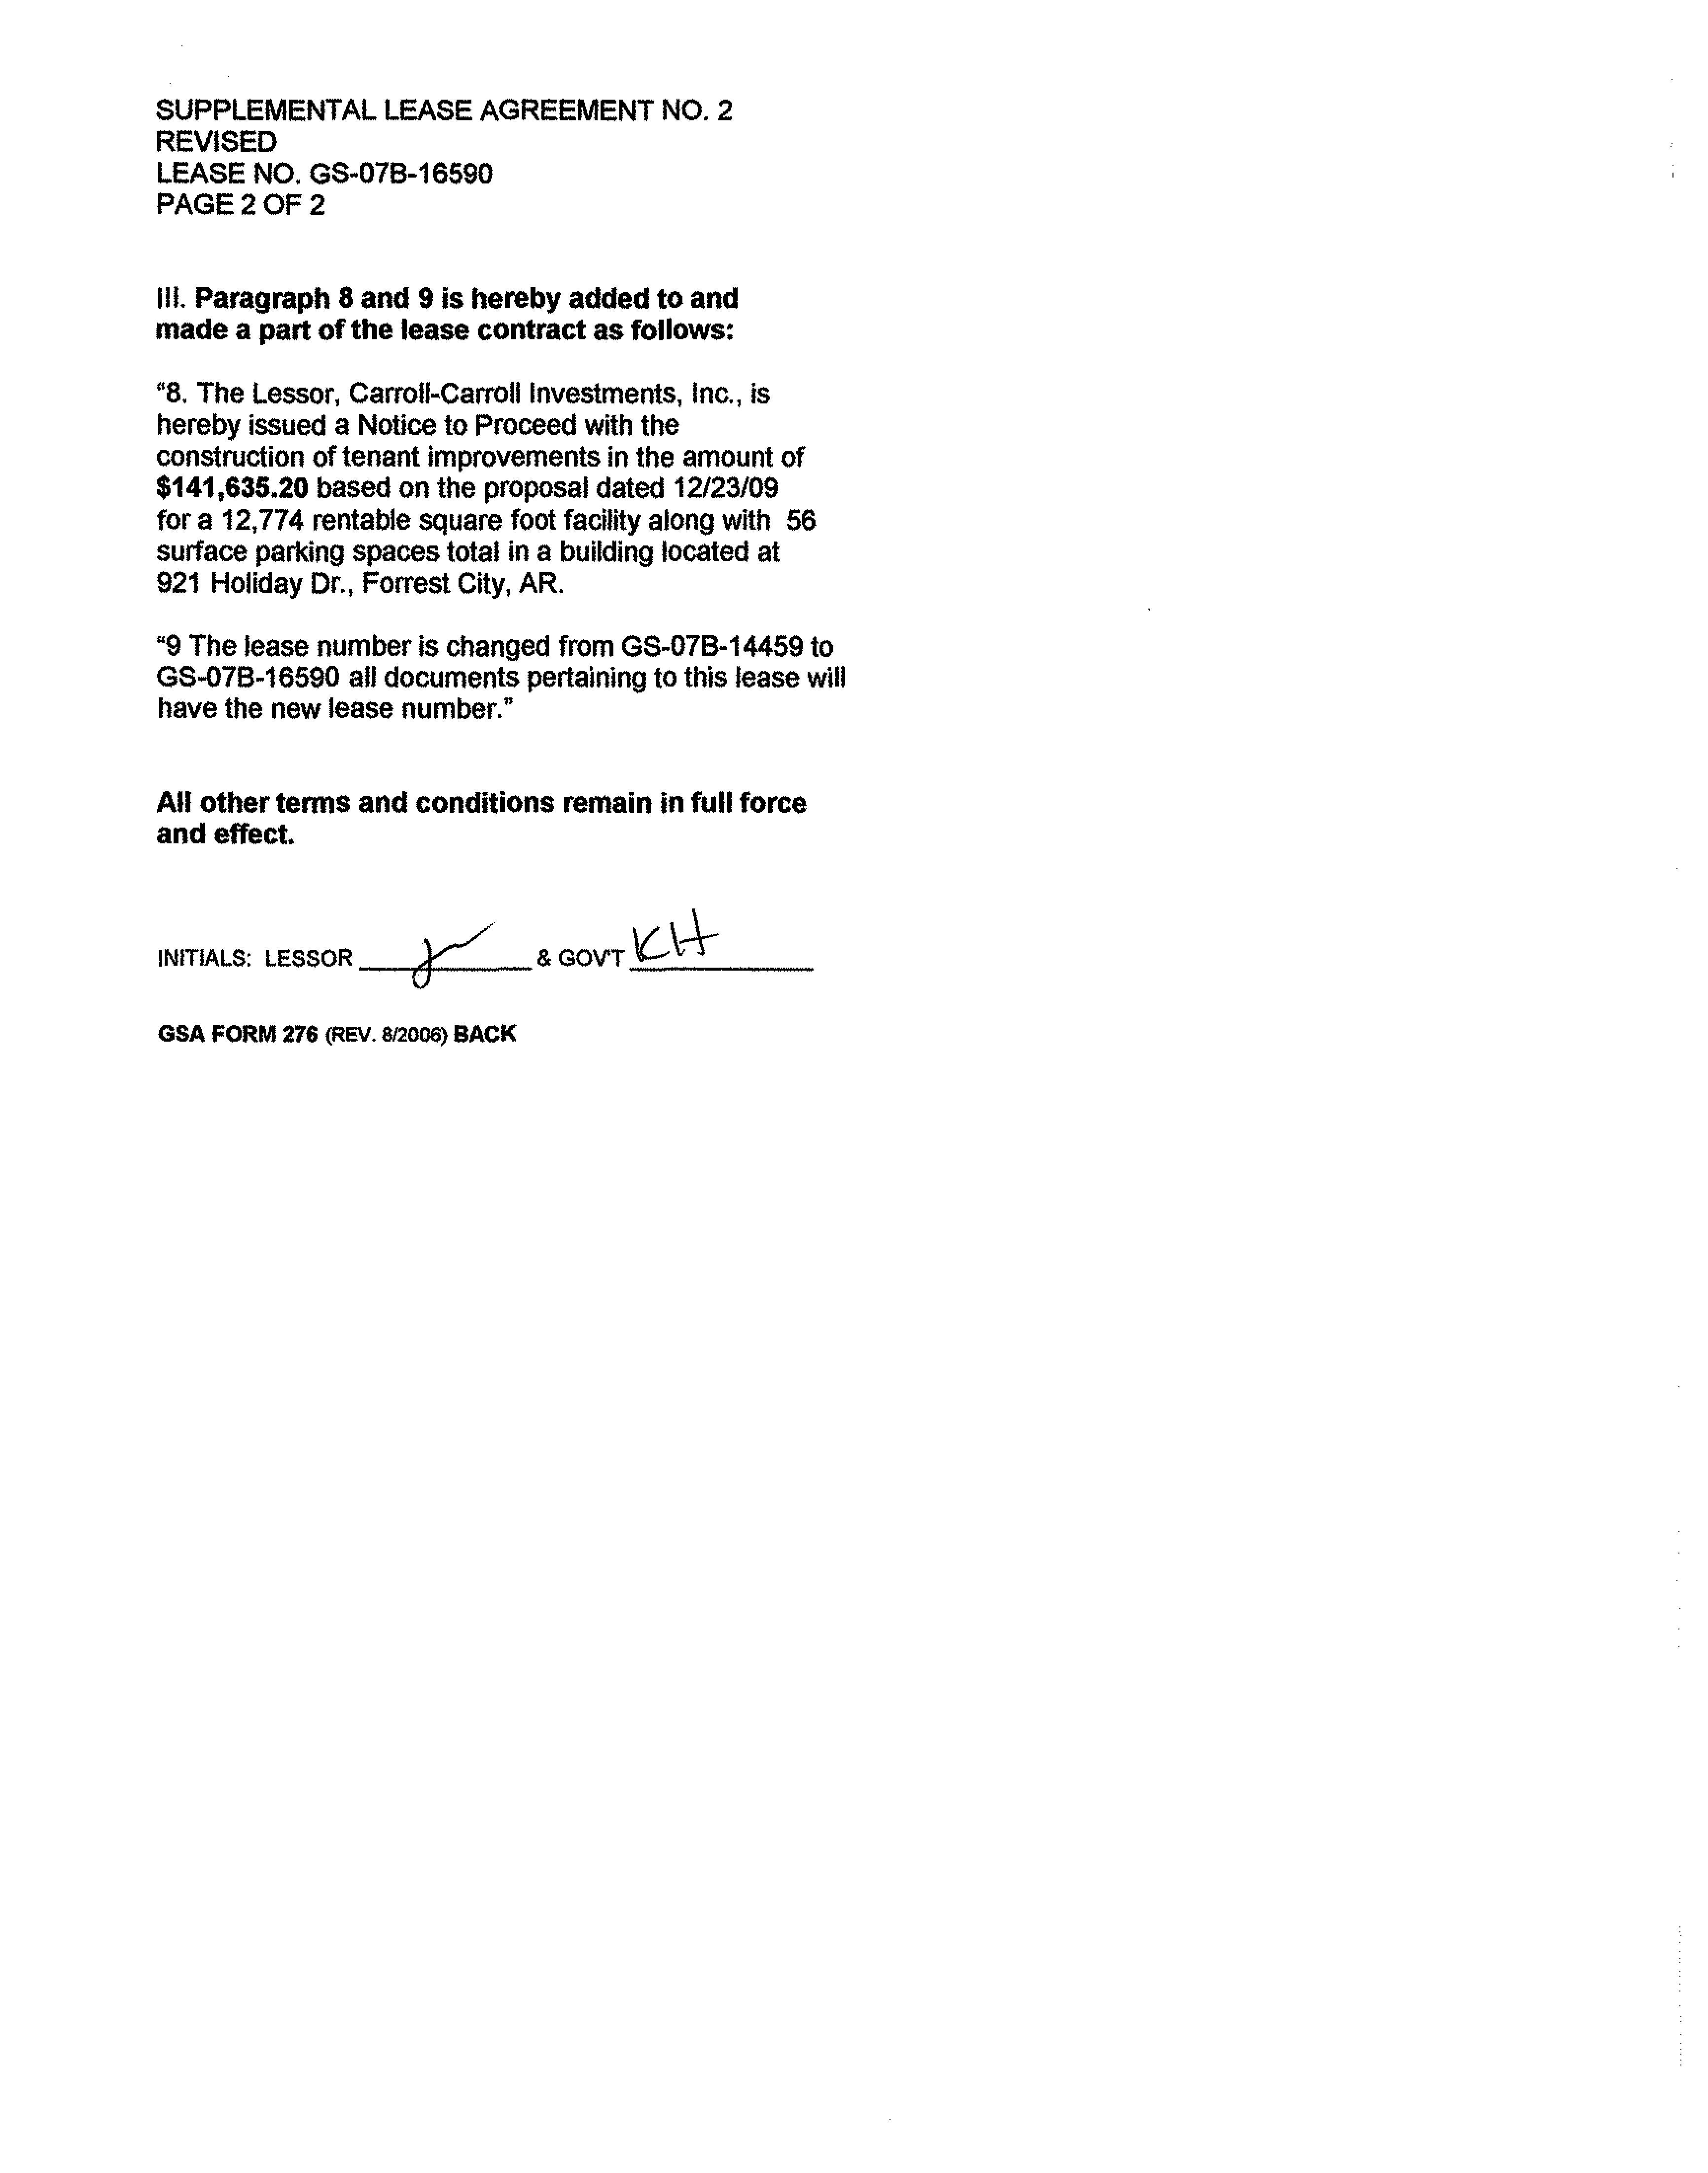 SUPPLEMENTAL LEASE AGREEMENT NO. 2
REVISED
LEASE NO. GS-07B-16590
PAGE 2 OF 2
III. Paragraph 8 and 9 is hereby added to and
made a part of the lease contract as follows:
“8. The Lessor, Carroll-Carroll Investments, Inc., is
hereby issued a Notice to Proceed with the
construction of tenant improvements in the amount of
$141,635.20 based on the proposal dated 12/23/09
for a 12,774 rentable square foot facility along with 56
surface parking spaces total in a building located at
921 Holiday Dr., Forrest City, AR.
“9 The lease number is changed from GS-07B-14459 to
GS-07B-16590 all documents pertaining to this lease will
have the new lease number.”
All other terms and conditions remain in full force
and effect.
INITIALS: LESSOR & GOV'T KH
GSA FORM 276 (REV. 8/2006) BACK